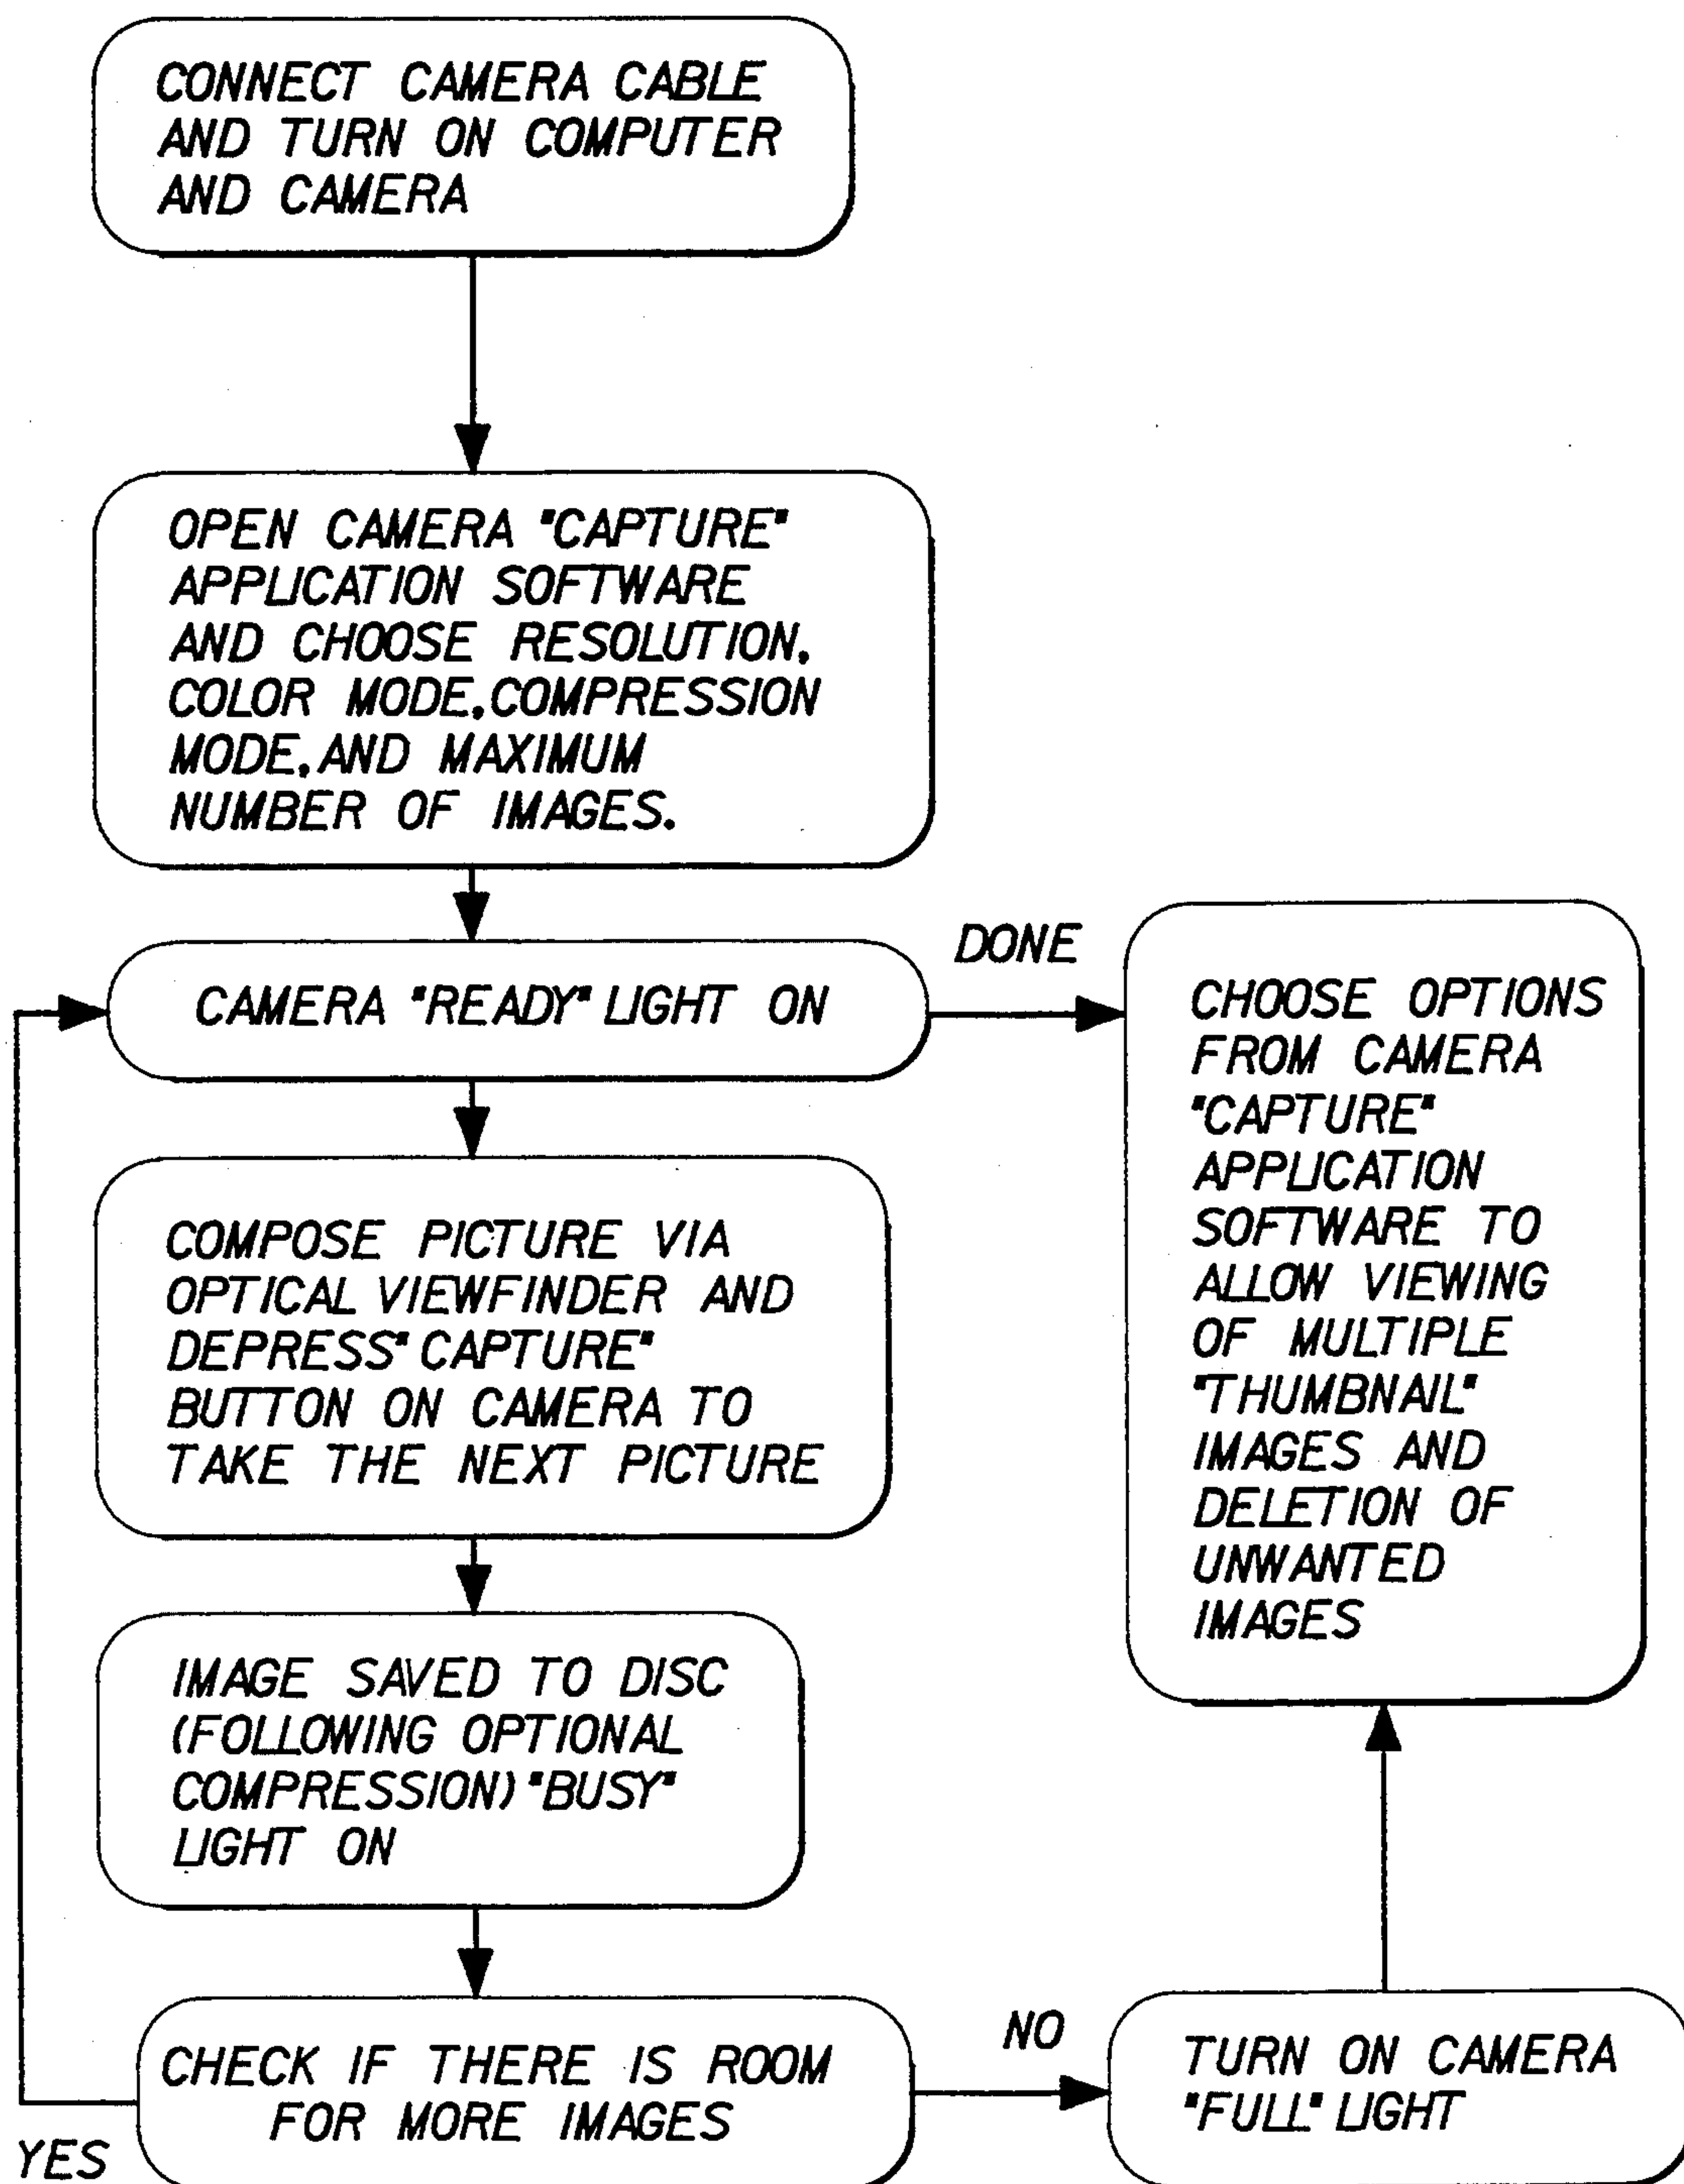 CONNECT CAMERA CABLE
AND TURN ON COMPUTER
AND CAMERA
OPEN CAMERA "CAPTURE"
APPLICATION SOFTWARE
AND CHOOSE RESOLUTION,
COLOR MODE, COMPRESSION
MODE, AND MAXIMUM
NUMBER OF IMAGES.
CAMERA "READY" LIGHT ON
DONE
COMPOSE PICTURE VIA
OPTICAL VIEWFINDER AND
DEPRESS "CAPTURE"
BUTTON ON CAMERA TO
TAKE THE NEXT PICTURE
IMAGE SAVED TO DISC
(FOLLOWING OPTIONAL
COMPRESSION) "BUSY"
LIGHT ON
CHECK IF THERE IS ROOM
FOR MORE IMAGES
YES
NO
TURN ON CAMERA
"FULL" LIGHT
CHOOSE OPTIONS
FROM CAMERA
"CAPTURE"
APPLICATION
SOFTWARE TO
ALLOW VIEWING
OF MULTIPLE
"THUMBNAIL"
IMAGES AND
DELETION OF
UNWANTED
IMAGES